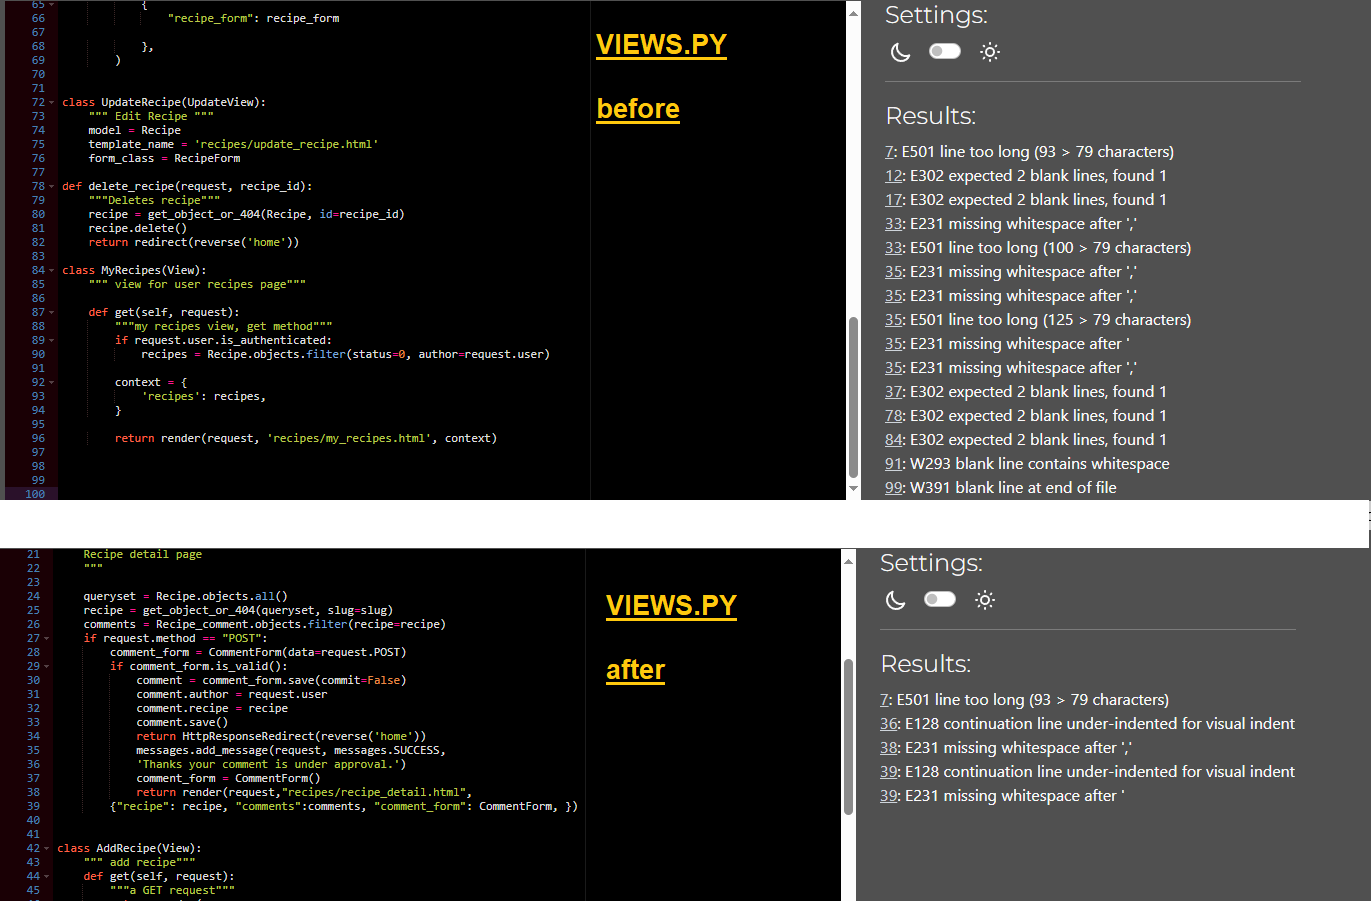 65 {
66 "recipe_form": recipe_form
67
68 },
69 )
70
71
72 class UpdateRecipe(UpdateView):
73 """ Edit Recipe """
74 model = Recipe
75 template_name = 'recipes/update_recipe.html'
76 form_class = RecipeForm
77
78 def delete_recipe(request, recipe_id):
79 """Deletes recipe"""
80 recipe = get_object_or_404(Recipe, id=recipe_id)
81 recipe.delete()
82 return redirect(reverse('home'))
83
84 class MyRecipes(View):
85 """ view for user recipes page"""
86
87 def get(self, request):
88 """my recipes view, get method"""
89 if request.user.is_authenticated:
90 recipes = Recipe.objects.filter(status=0, author=request.user)
91
92 context = {
93 'recipes': recipes,
94 }
95
96 return render(request, 'recipes/my_recipes.html', context)
97
98
99
100
VIEWS.PY
before
Settings:
Results:
7: E501 line too long (93 > 79 characters)
12: E302 expected 2 blank lines, found 1
17: E302 expected 2 blank lines, found 1
33: E231 missing whitespace after ','
33: E501 line too long (100 > 79 characters)
35: E231 missing whitespace after ','
35: E231 missing whitespace after ','
35: E501 line too long (125 > 79 characters)
35: E231 missing whitespace after '
35: E231 missing whitespace after ','
37: E302 expected 2 blank lines, found 1
78: E302 expected 2 blank lines, found 1
84: E302 expected 2 blank lines, found 1
91: W293 blank line contains whitespace
99: W391 blank line at end of file
21 Recipe detail page
22 """
23
24 queryset = Recipe.objects.all()
25 recipe = get_object_or_404(queryset, slug=slug)
26 comments = Recipe_comment.objects.filter(recipe=recipe)
27 if request.method == "POST":
28 comment_form = CommentForm(data=request.POST)
29 if comment_form.is_valid():
30 comment = comment_form.save(commit=False)
31 comment.author = request.user
32 comment.recipe = recipe
33 comment.save()
34 return HttpResponseRedirect(reverse('home'))
35 messages.add_message(request, messages.SUCCESS,
36 'Thanks your comment is under approval.')
37 comment_form = CommentForm()
38 return render(request,"recipes/recipe_detail.html",
39 {"recipe": recipe, "comments":comments, "comment_form": CommentForm, })
40
41
42 class AddRecipe(View):
43 """ add recipe"""
44 def get(self, request):
45 """a GET request"""
VIEWS.PY
after
Settings:
Results:
7: E501 line too long (93 > 79 characters)
36: E128 continuation line under-indented for visual indent
38: E231 missing whitespace after ','
39: E128 continuation line under-indented for visual indent
39: E231 missing whitespace after '